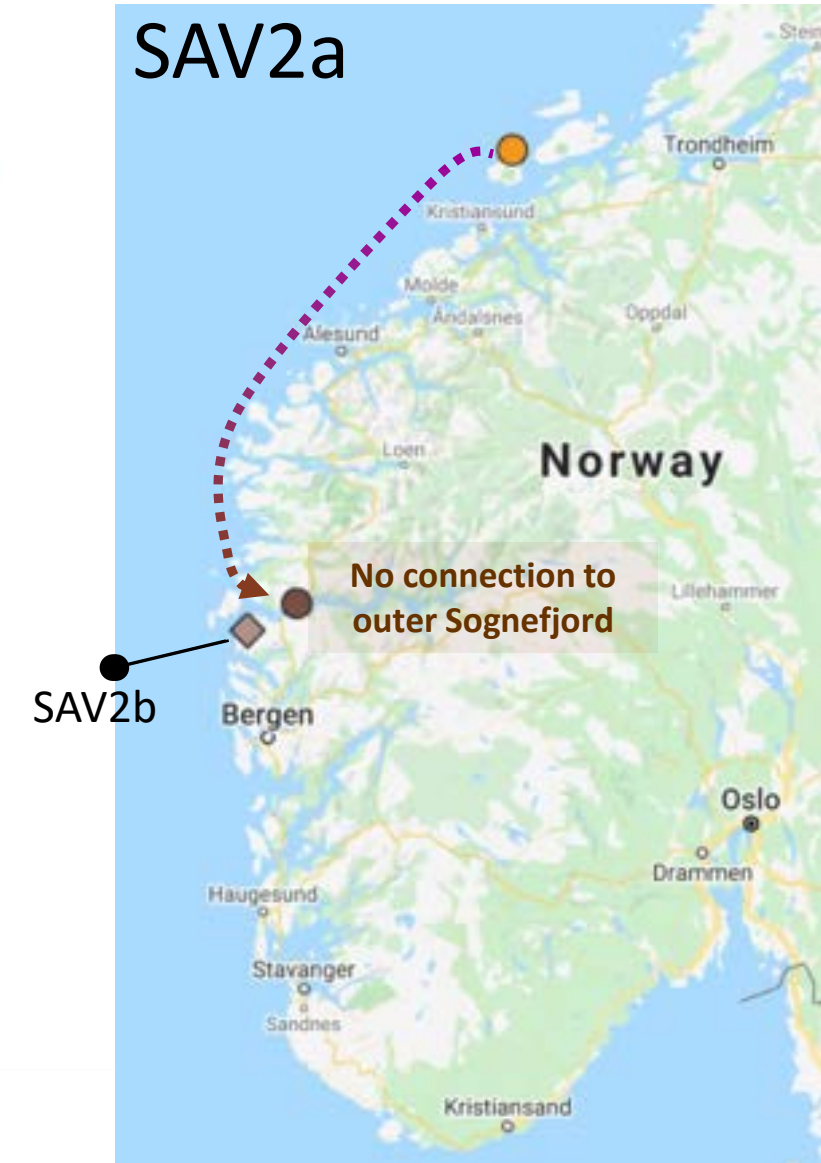 SAV2a
Stein
Trondheim
Kristiansund
Molde
Åndalsnes
Oppdal
Ålesund
Loen
Norway
No connection to
outer Sognefjord
Lillehammer
SAV2b
Bergen
Oslo
Drammen
Haugesund
Stavanger
Sandnes
Kristiansand